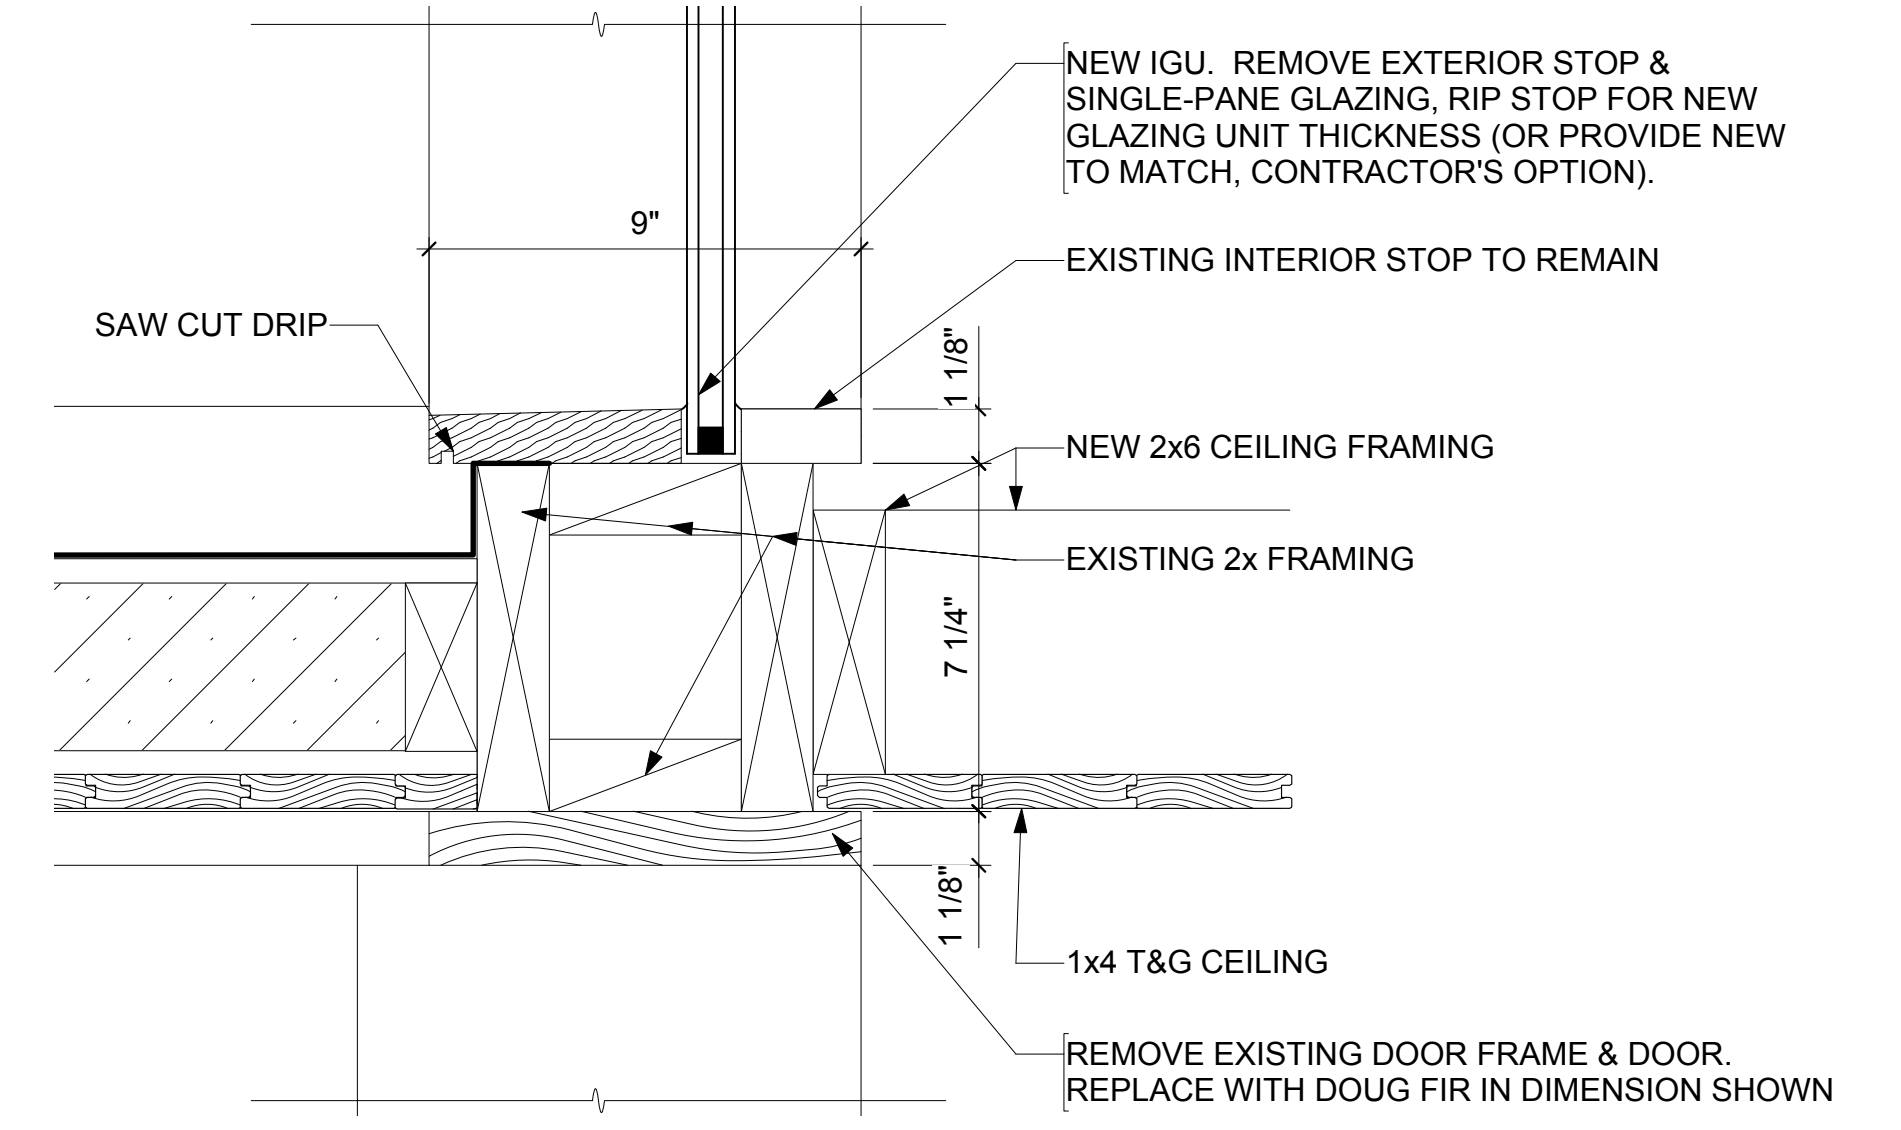 NEW IGU.  REMOVE EXTERIOR STOP &
SINGLE-PANE GLAZING, RIP STOP FOR NEW
GLAZING UNIT THICKNESS (OR PROVIDE NEW
TO MATCH, CONTRACTOR'S OPTION).
9"
EXISTING INTERIOR STOP TO REMAIN
SAW CUT DRIP
1 1/8"
NEW 2x6 CEILING FRAMING
EXISTING 2x FRAMING
7 1/4"
1 1/8"
1x4 T&G CEILING
REMOVE EXISTING DOOR FRAME & DOOR.
REPLACE WITH DOUG FIR IN DIMENSION SHOWN